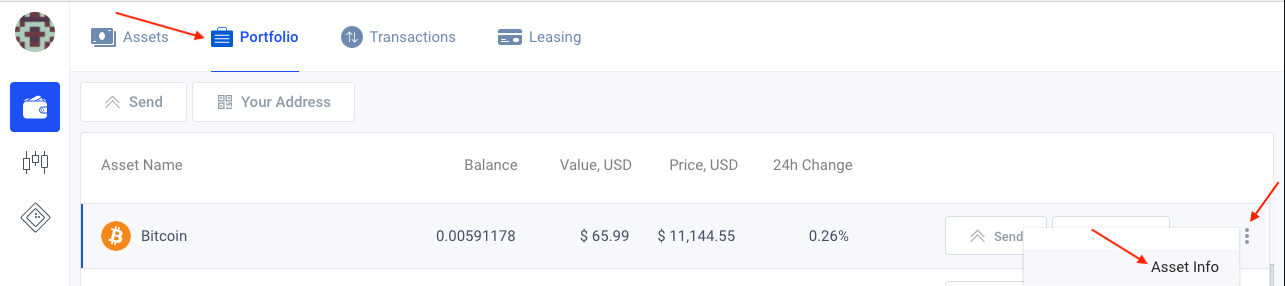 Assets Portfolio Transactions Leasing
Send Your Address
Asset Name Balance Value, USD Price, USD 24h Change
Bitcoin 0.00591178 $ 65.99 $ 11,144.55 0.26% Send
Asset Info